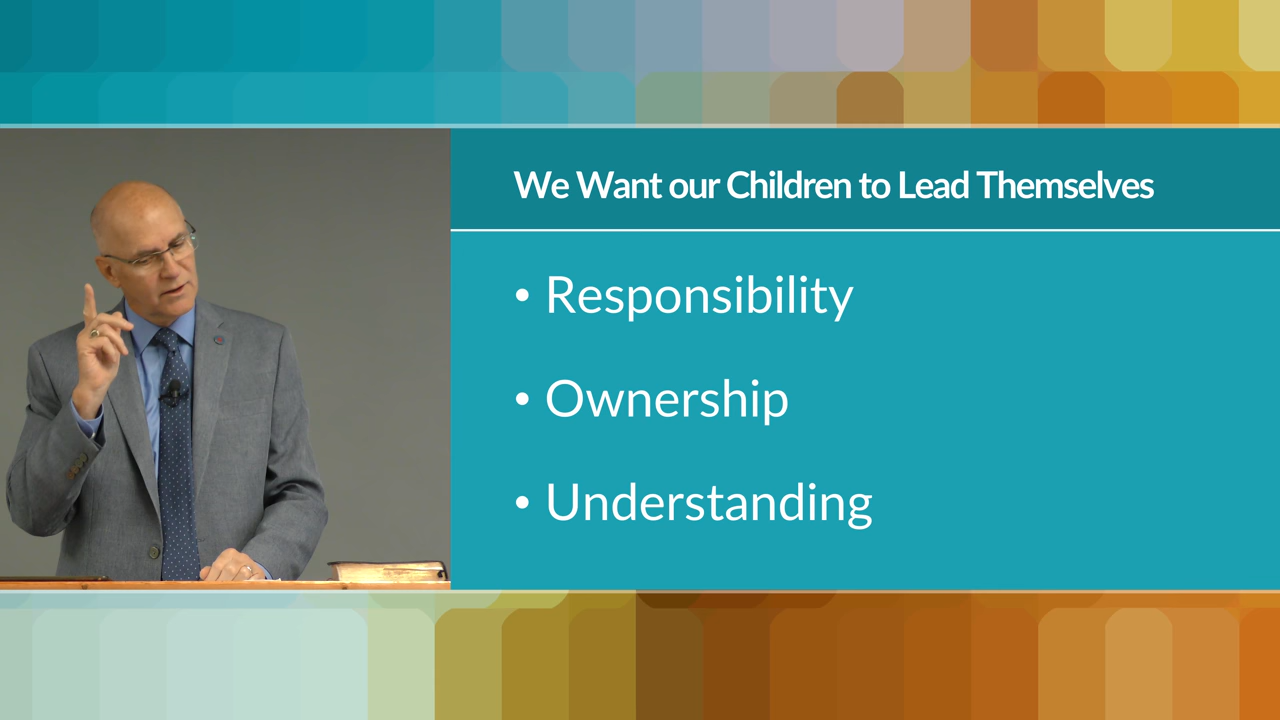 We Want our Children to Lead Themselves
• Responsibility
• Ownership
• Understanding